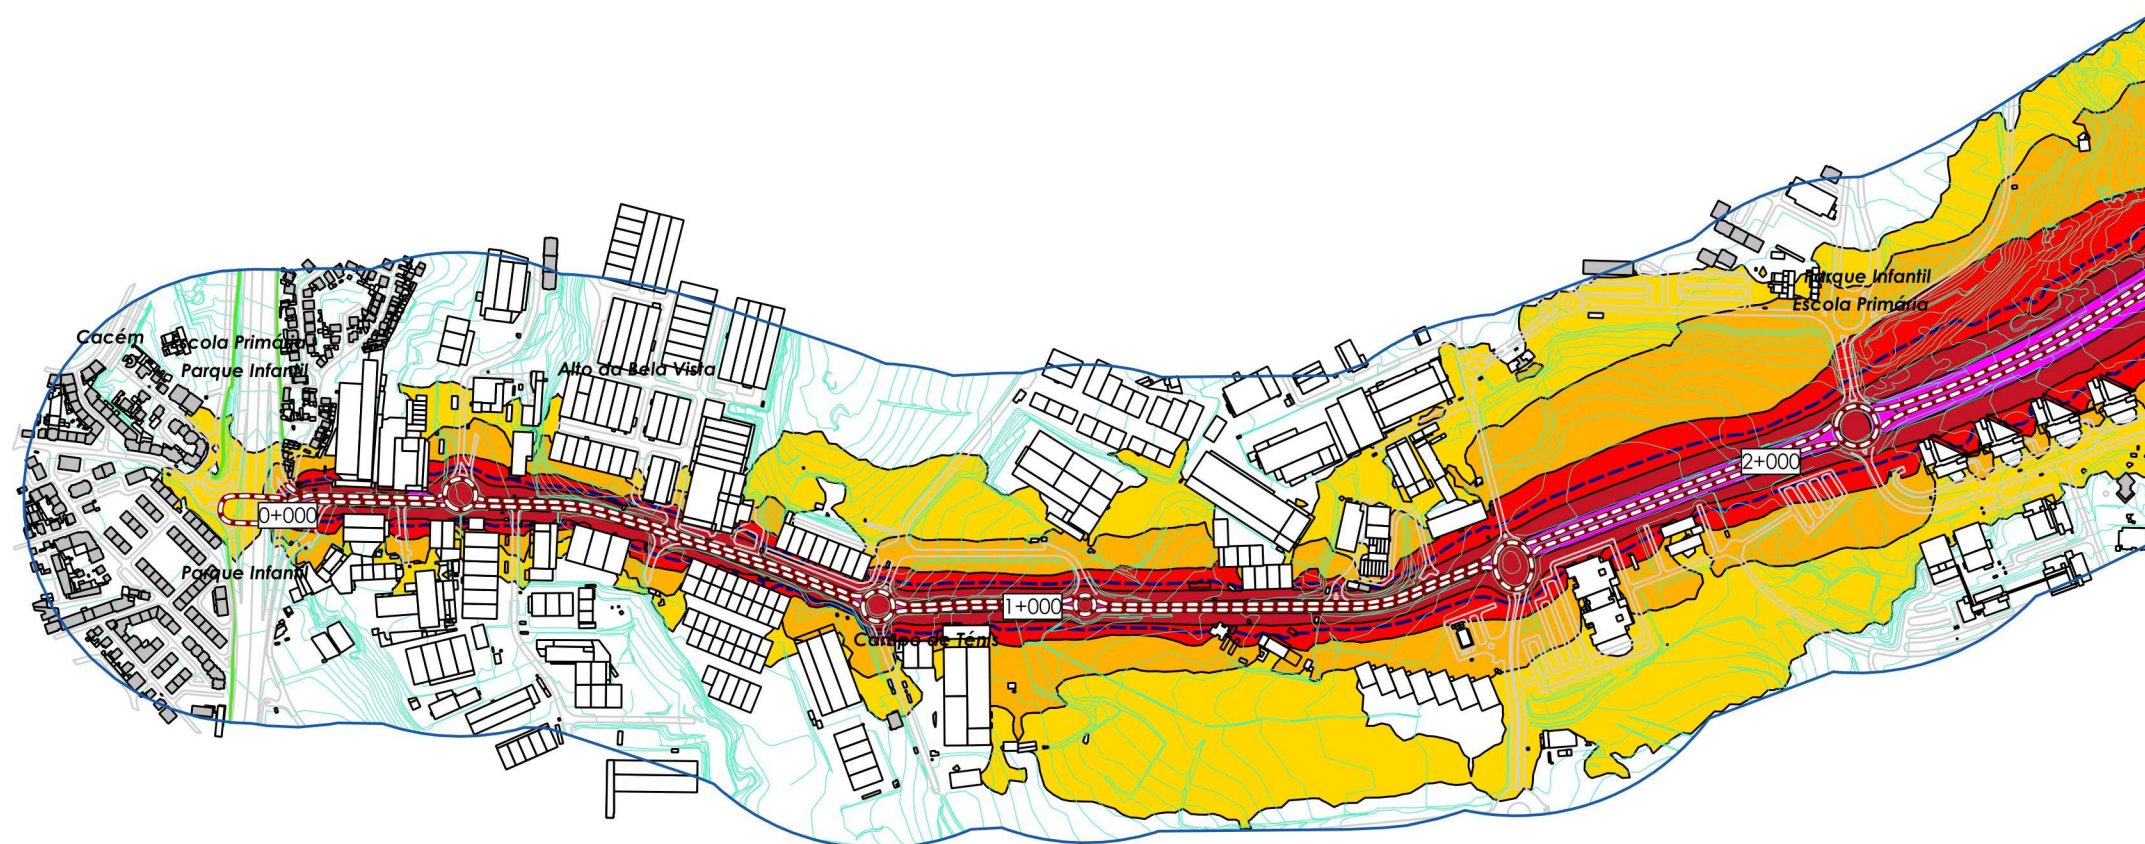 Parque Infantil
Escola Primária
Cacém
Escola Primária
Parque Infantil
Alto da Bela Vista
2+000
0+000
Parque Infantil
1+000
Campo de Ténis